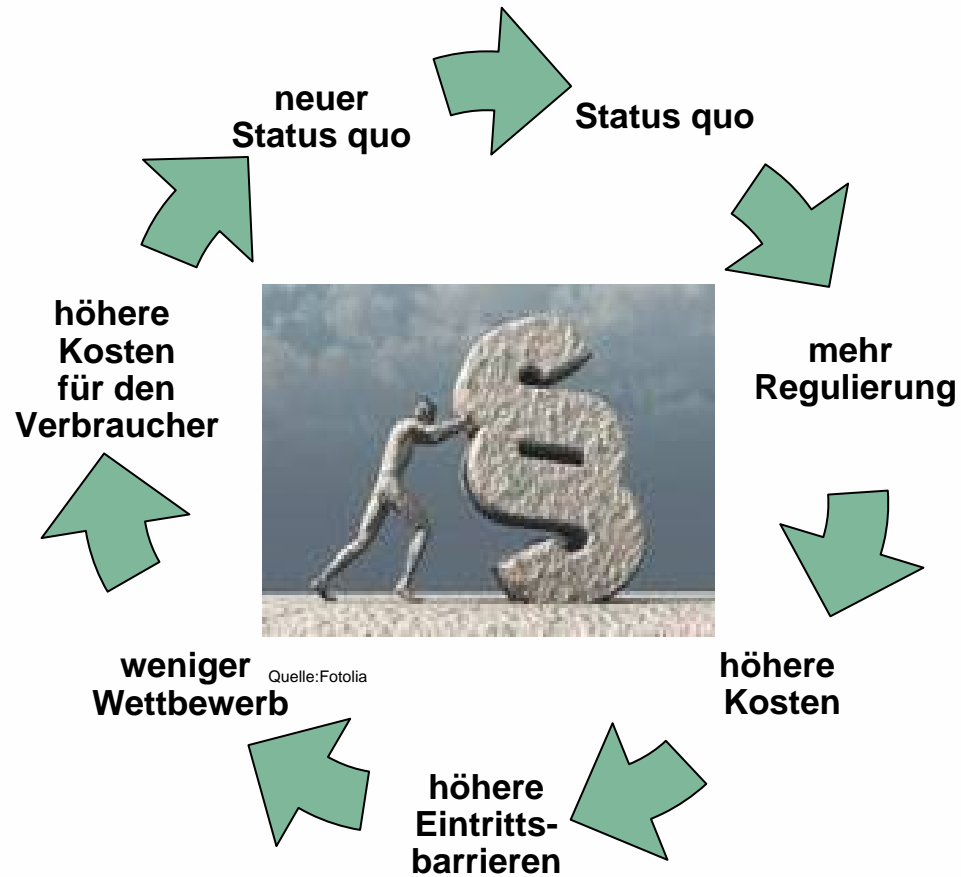 neuer
Status quo
Status quo
mehr
Regulierung
höhere
Kosten
höhere
Eintritts-
barrieren
weniger
Wettbewerb
Quelle:Fotolia
höhere
Kosten
für den
Verbraucher
§